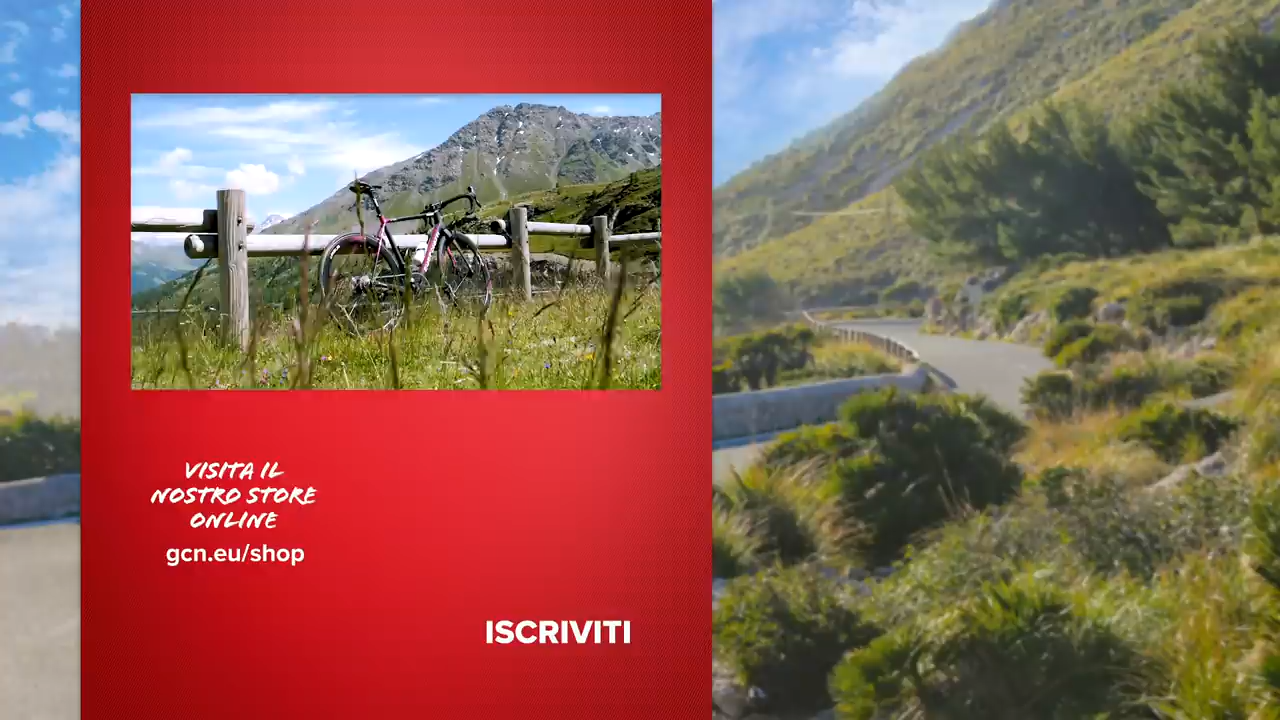 VISITA IL
NOSTRO STORE
ONLINE
gcn.eu/shop
ISCRIVITI